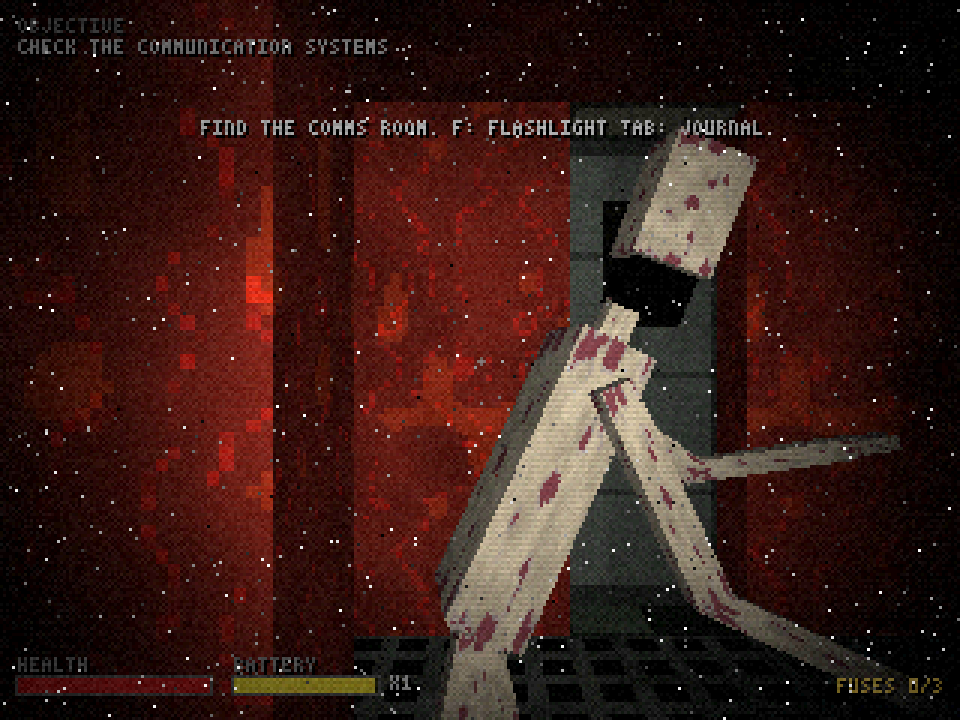 OBJECTIVE
CHECK THE COMMUNICATION SYSTEMS
FIND THE COMMS ROOM. F: FLASHLIGHT TAB: JOURNAL.
HEALTH
BATTERY
X1
FUSES 0/3